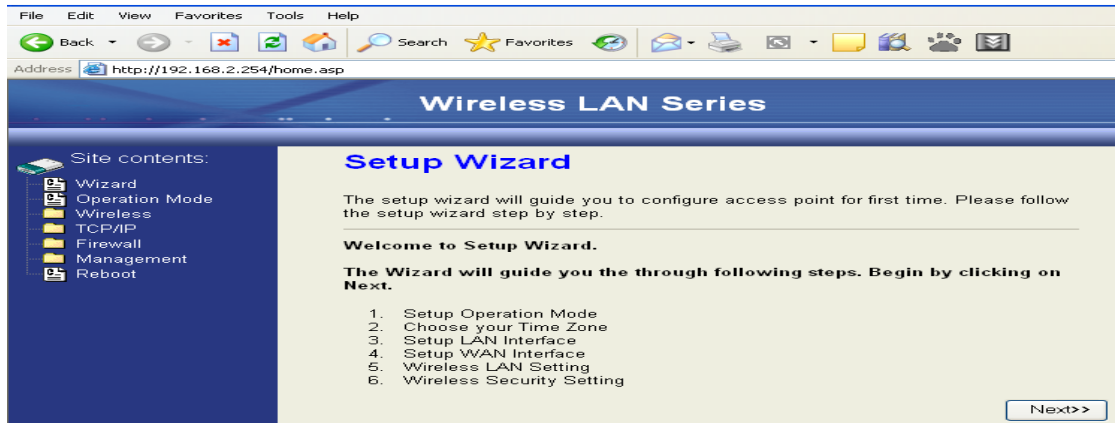 File Edit View Favorites Tools Help
Back Search Favorites
Address http://192.168.2.254/home.asp
Wireless LAN Series
Site contents:
Wizard
Operation Mode
Wireless
TCP/IP
Firewall
Management
Reboot
Setup Wizard
The setup wizard will guide you to configure access point for first time. Please follow
the setup wizard step by step.
Welcome to Setup Wizard.
The Wizard will guide you the through following steps. Begin by clicking on
Next.
1. Setup Operation Mode
2. Choose your Time Zone
3. Setup LAN Interface
4. Setup WAN Interface
5. Wireless LAN Setting
6. Wireless Security Setting
Next>>